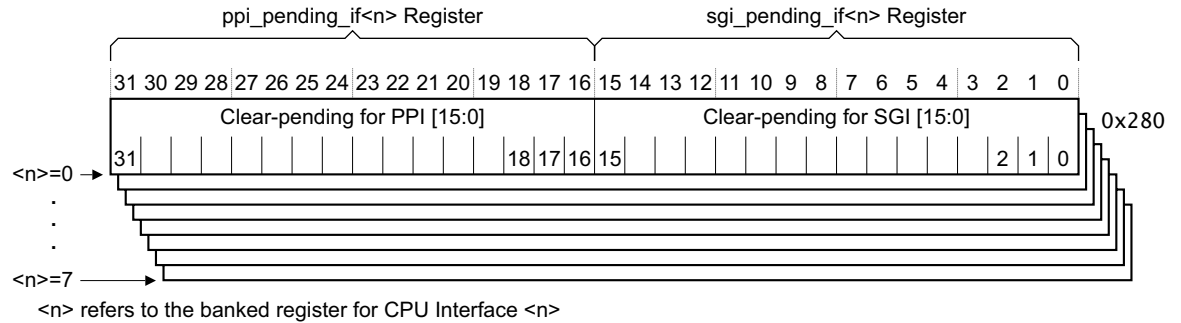 ppi_pending_if<n> Register sgi_pending_if<n> Register
31 30 29 28 27 26 25 24 23 22 21 20 19 18 17 16 15 14 13 12 11 10 9 8 7 6 5 4 3 2 1 0
Clear-pending for PPI [15:0] Clear-pending for SGI [15:0] 0x280
31 18 17 16 15 2 1 0
<n>=0
.
.
.
<n>=7
<n> refers to the banked register for CPU Interface <n>